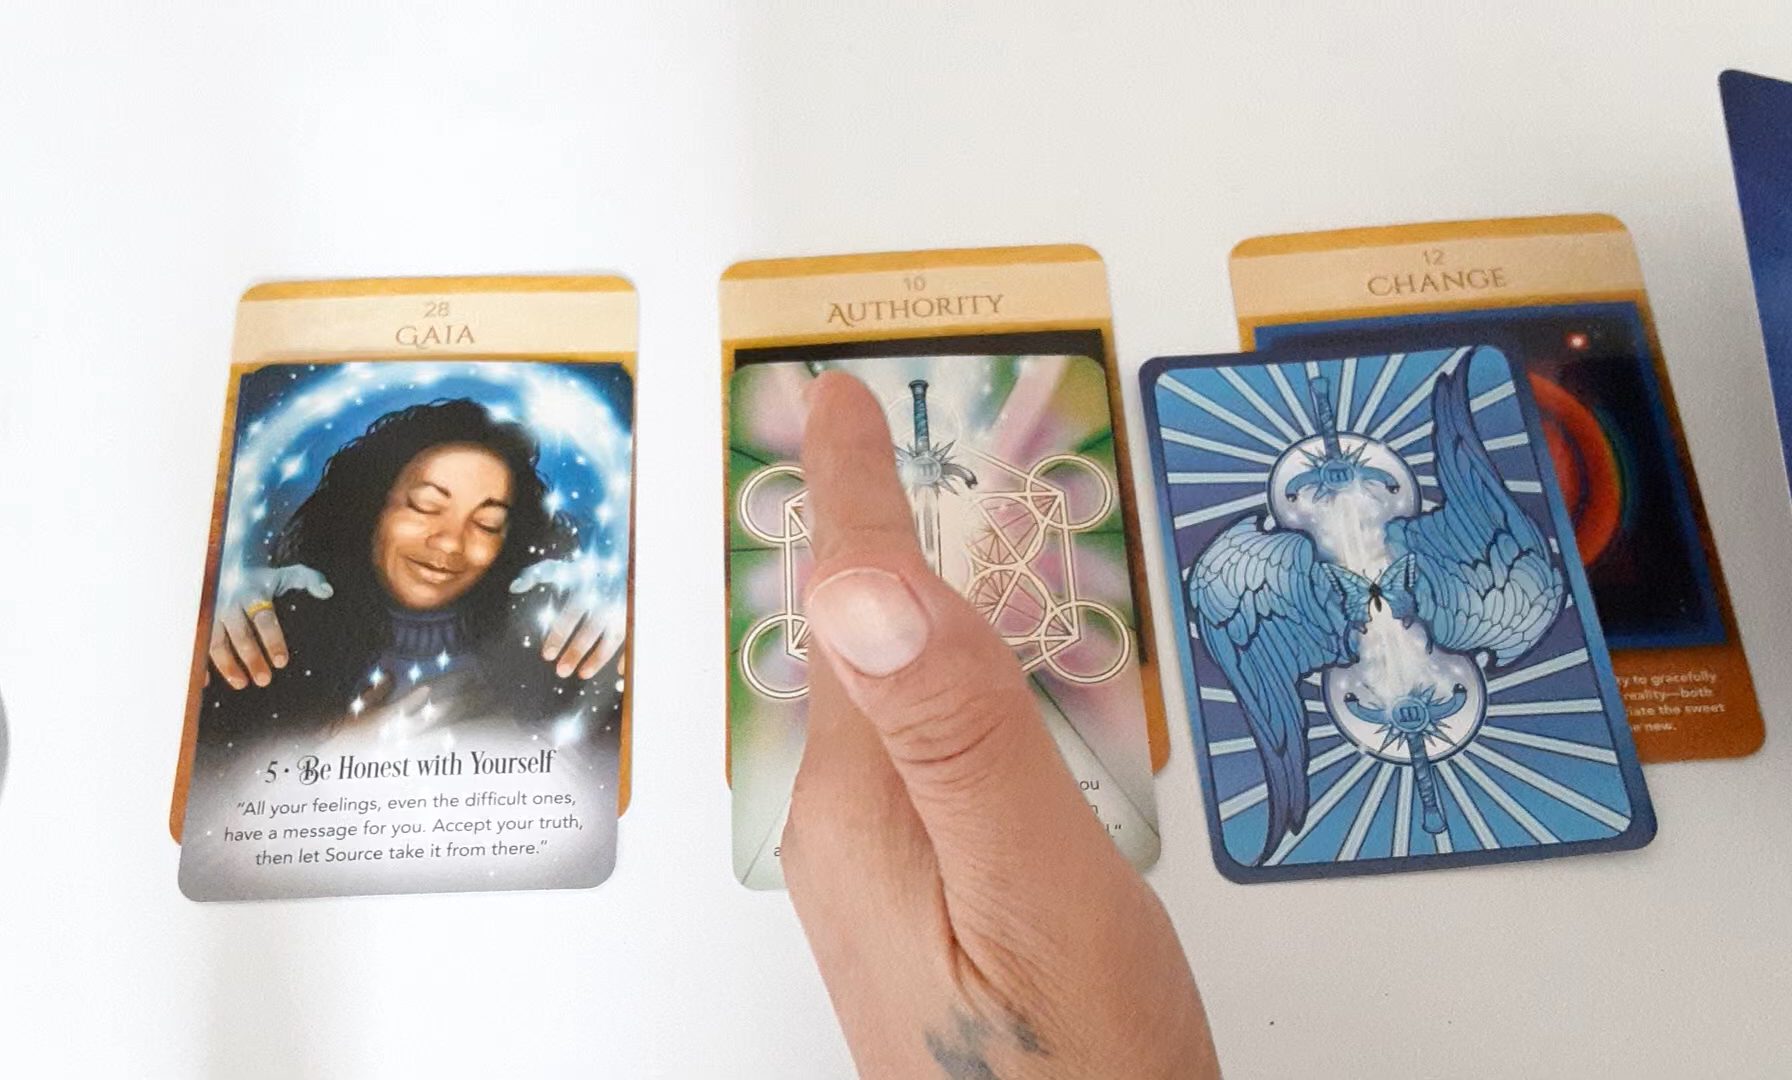 28
GAIA
5 · Be Honest with Yourself
"All your feelings, even the difficult ones,
have a message for you. Accept your truth,
then let Source take it from there."
10
AUTHORITY
ou
12
CHANGE
to gracefully
reality—both
the sweet
new.